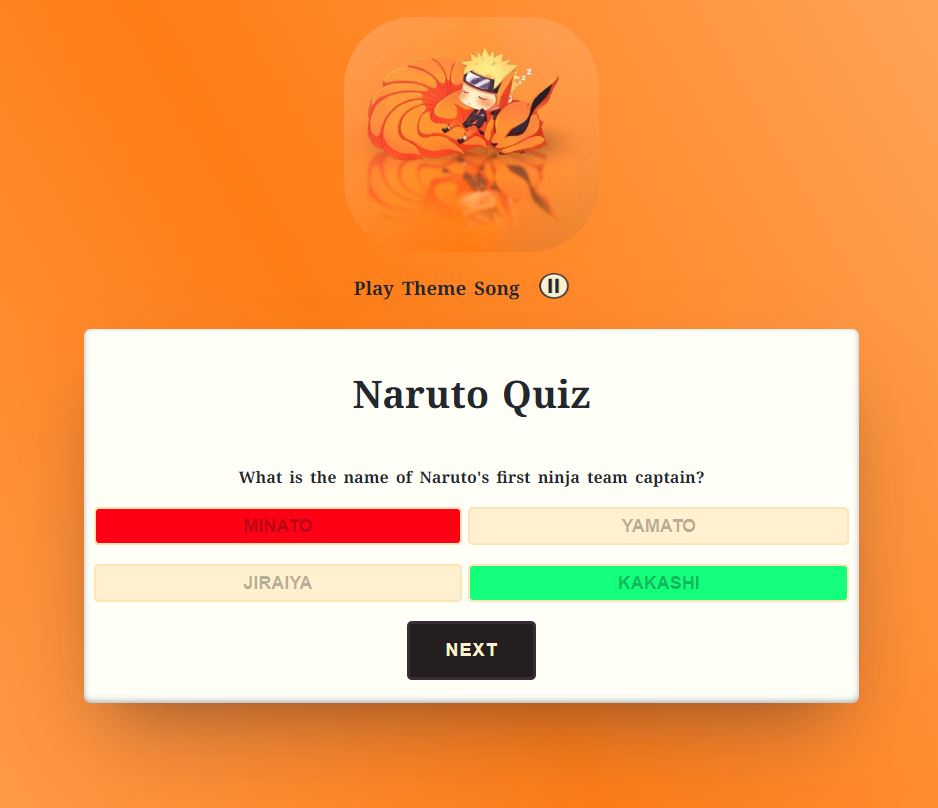 Play Theme Song
Naruto Quiz
What is the name of Naruto's first ninja team captain?
MINATO
YAMATO
JIRAIYA
KAKASHI
NEXT